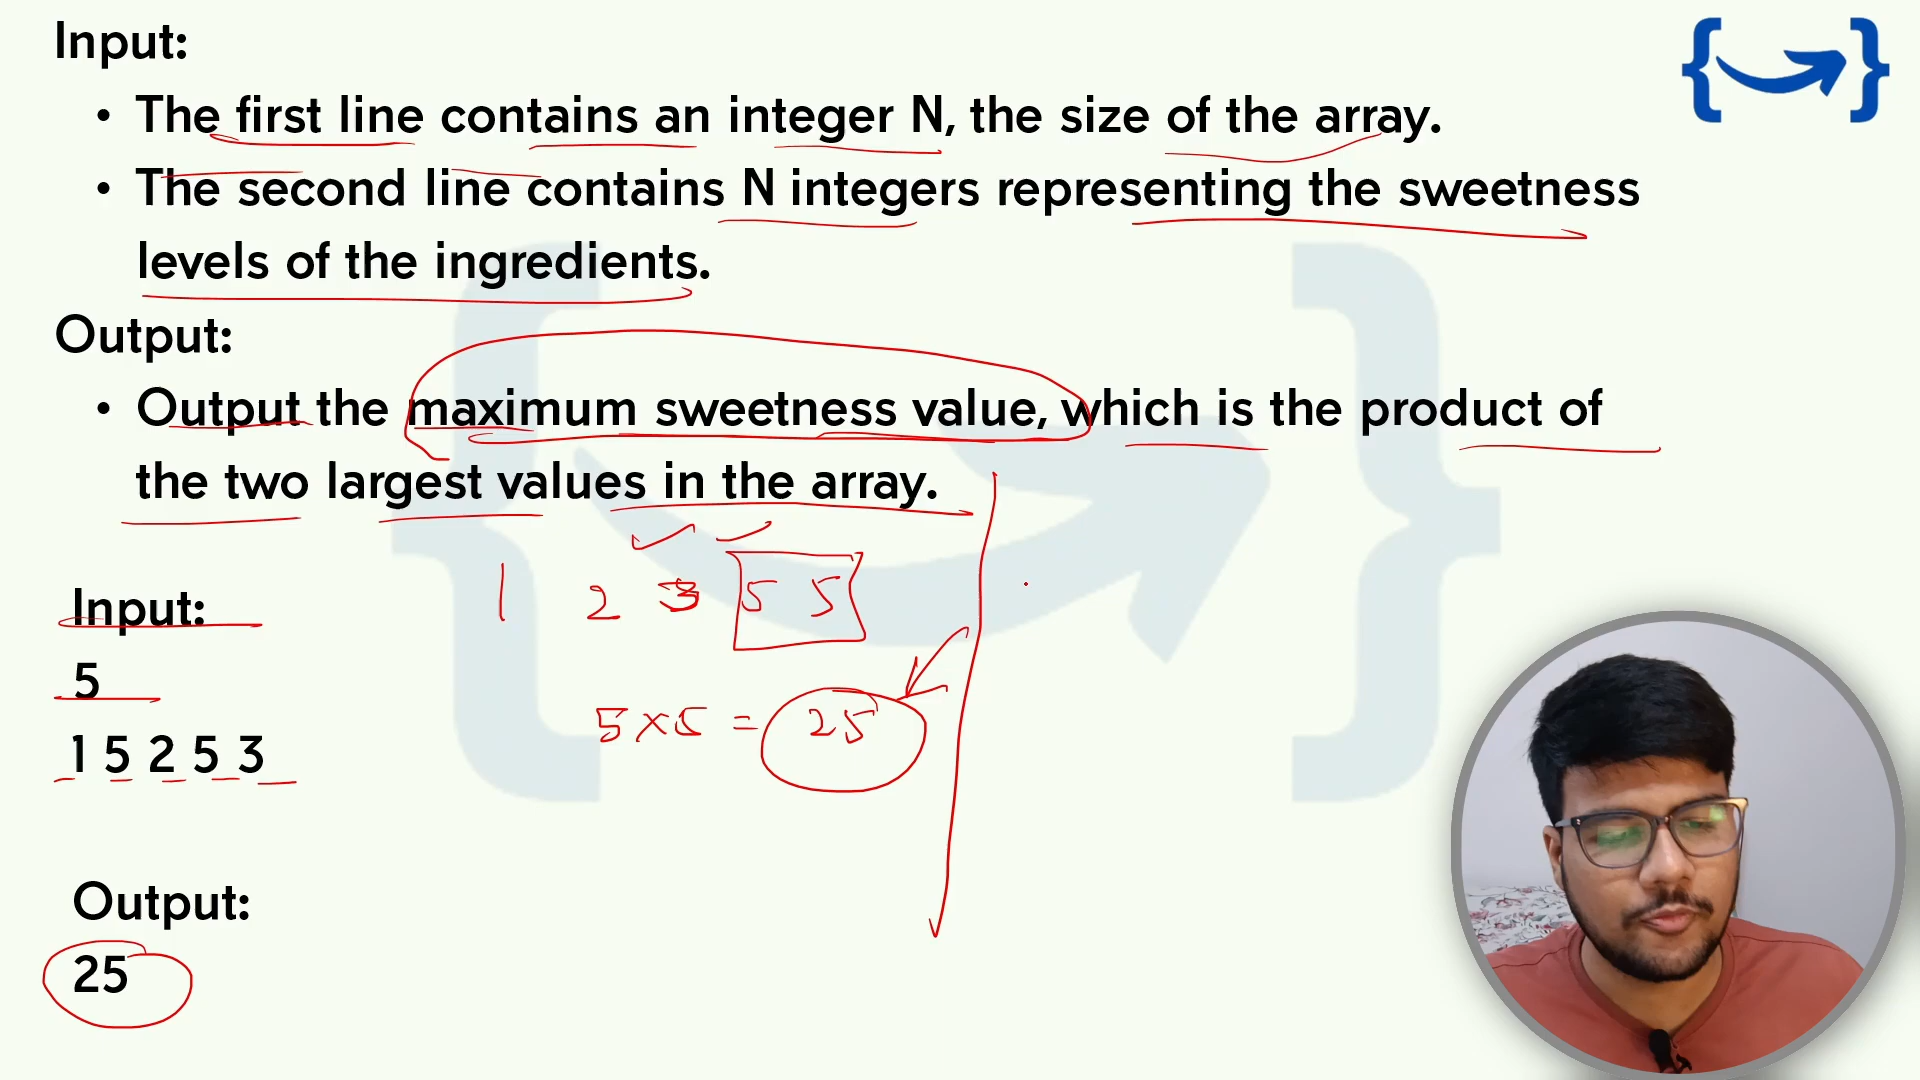 Input:
• The first line contains an integer N, the size of the array.
• The second line contains N integers representing the sweetness
levels of the ingredients.
Output:
• Output the maximum sweetness value, which is the product of
the two largest values in the array.
Input:
5
1 5 2 5 3
Output:
25
1 2 3 5 5
5 × 5 = 25